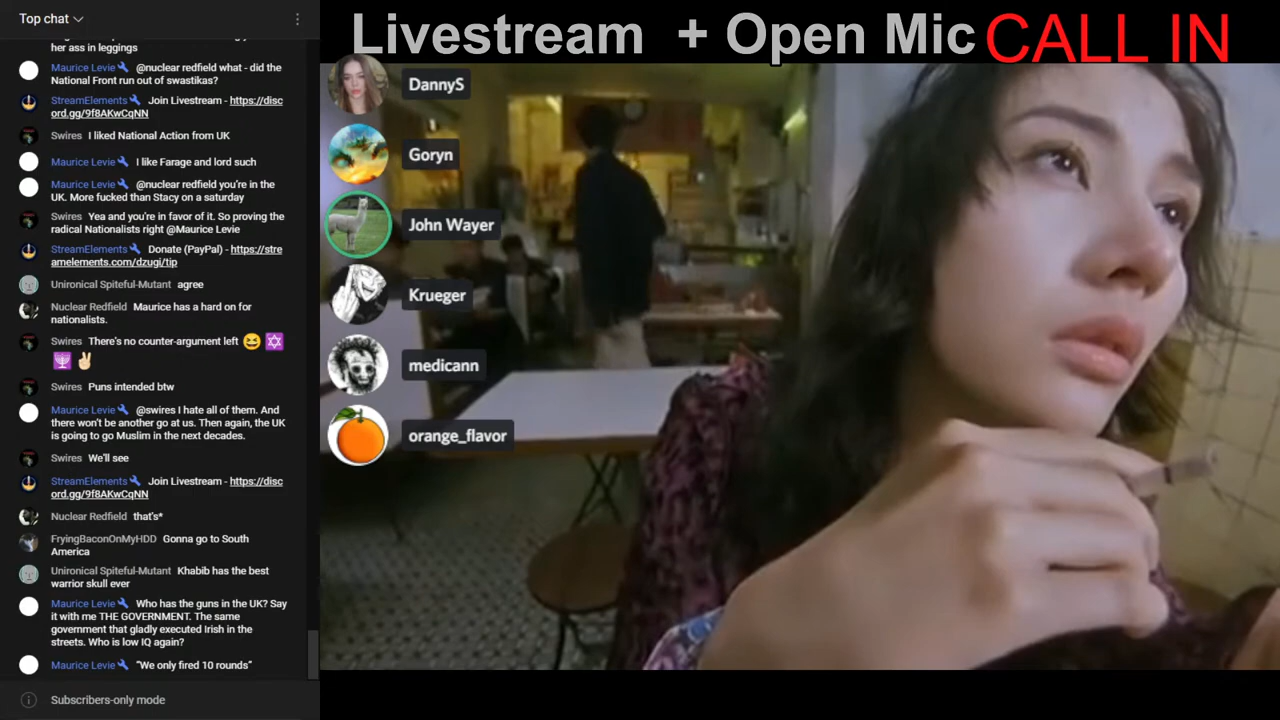 Top chat
her ass in leggings
Maurice Levie @nuclear redfield what - did the
National Front run out of swastikas?
StreamElements Join Livestream - https://disc
ord.gg/9f8AKwCqNN
Swires I liked National Action from UK
Maurice Levie I like Farage and lord such
Maurice Levie @nuclear redfield you're in the
UK. More fucked than Stacy on a saturday
Swires Yea and you're in favor of it. So proving the
radical Nationalists right @Maurice Levie
StreamElements Donate (PayPal) - https://stre
amelements.com/dzugi/tip
Unironical Spiteful-Mutant agree
Nuclear Redfield Maurice has a hard on for
nationalists.
Swires There's no counter-argument left 😆 🔯
🕎 ✌🏻
Swires Puns intended btw
Maurice Levie @swires I hate all of them. And
there won't be another go at us. Then again, the UK
is going to go Muslim in the next decades.
Swires We'll see
StreamElements Join Livestream - https://disc
ord.gg/9f8AKwCqNN
Nuclear Redfield that's*
FryingBaconOnMyHDD Gonna go to South
America
Unironical Spiteful-Mutant Khabib has the best
warrior skull ever
Maurice Levie Who has the guns in the UK? Say
it with me THE GOVERNMENT. The same
government that gladly executed Irish in the
streets. Who is low IQ again?
Maurice Levie "We only fired 10 rounds"
Subscribers-only mode
Livestream + Open Mic CALL IN
DannyS
Goryn
John Wayer
Krueger
medicann
orange_flavor